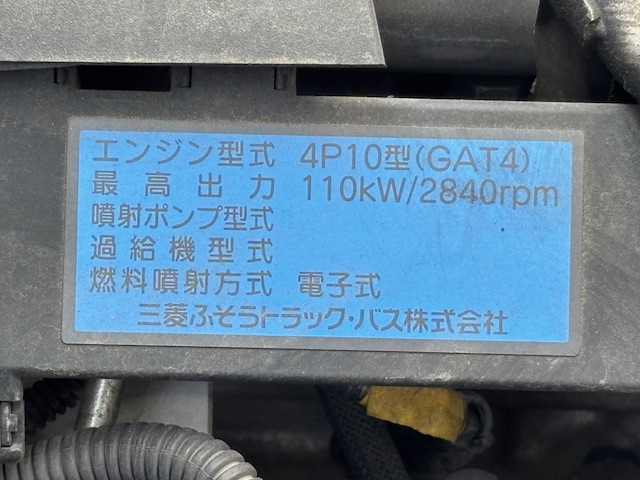 エンジン型式 4P10型(GAT4)
最高出力 110kW/2840rpm
噴射ポンプ型式
過給機型式
燃料噴射方式 電子式
三菱ふそうトラック・バス株式会社